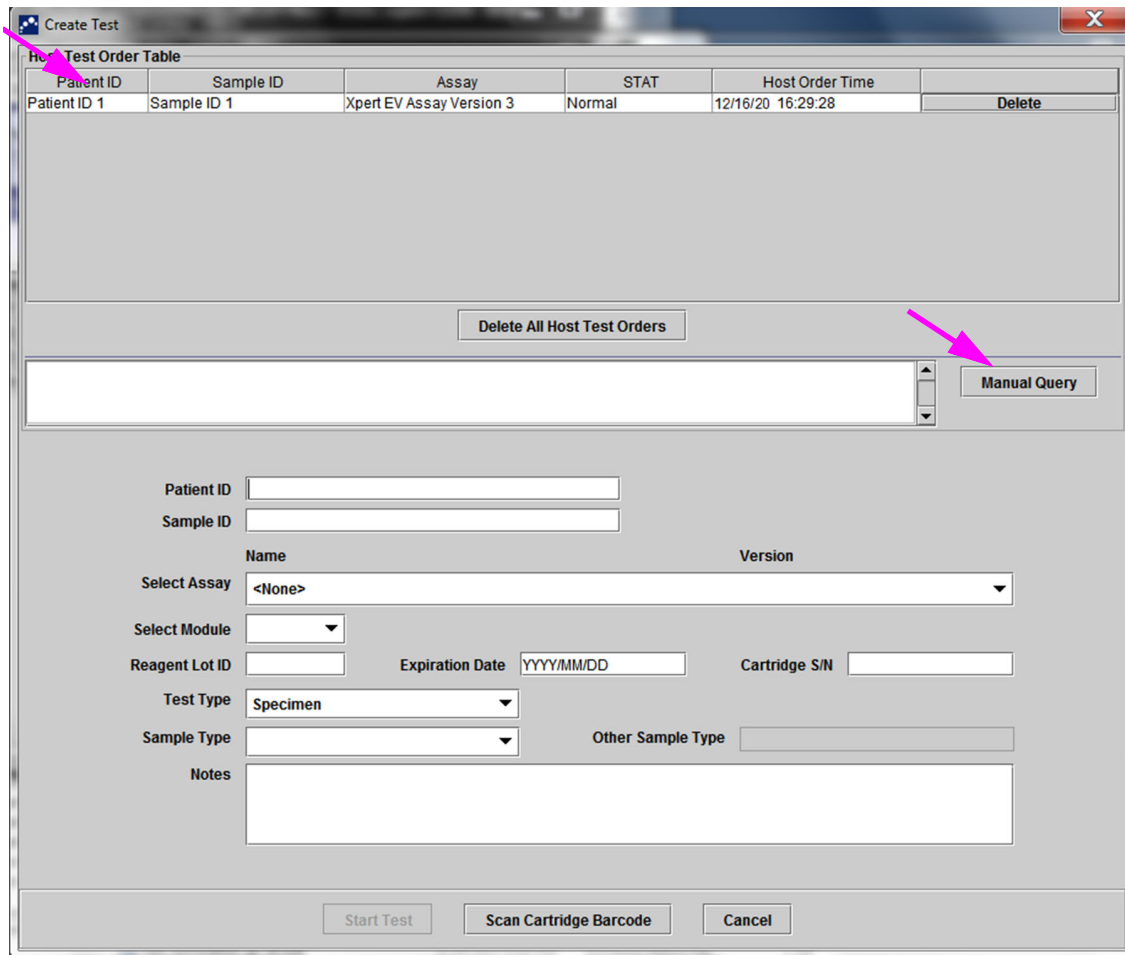 Create Test
Host Test Order Table
Patient ID Sample ID Assay STAT Host Order Time
Patient ID 1 Sample ID 1 Xpert EV Assay Version 3 Normal 12/16/20 16:29:28 Delete
Delete All Host Test Orders
Manual Query
Patient ID
Sample ID
Name Version
Select Assay <None>
Select Module
Reagent Lot ID Expiration Date YYYY/MM/DD Cartridge S/N
Test Type Specimen
Sample Type Other Sample Type
Notes
Start Test Scan Cartridge Barcode Cancel